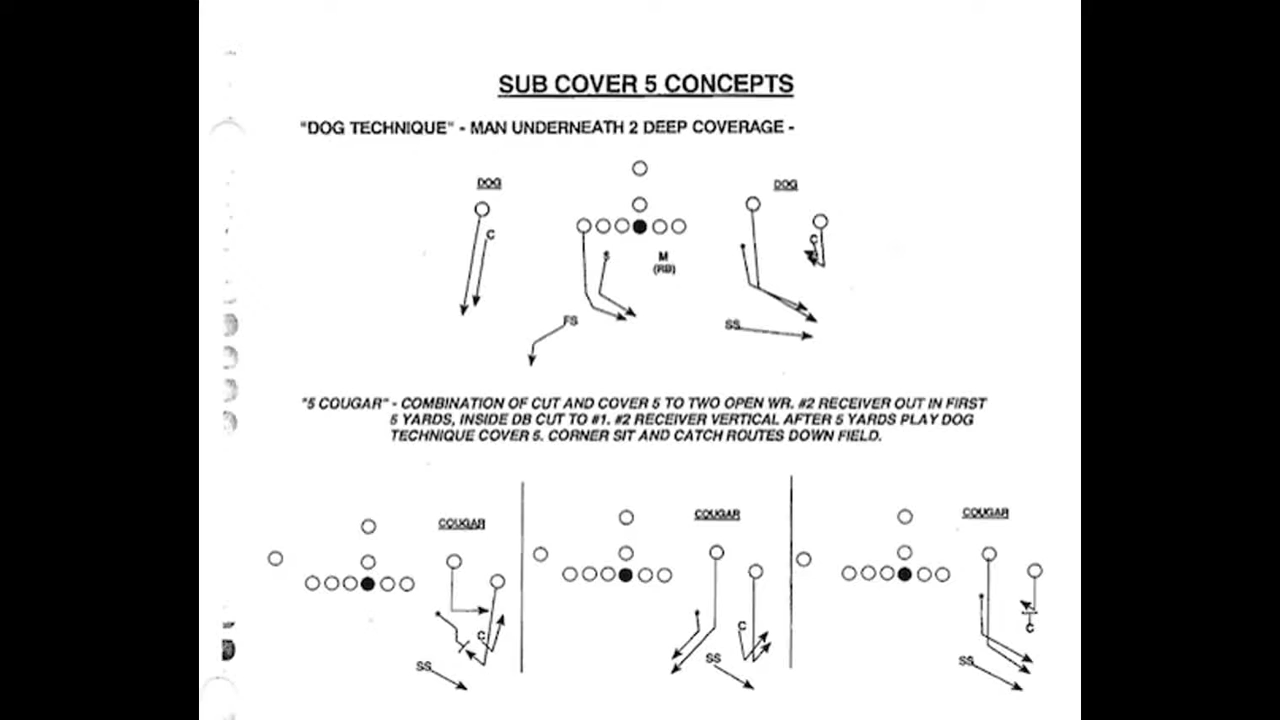 SUB COVER 5 CONCEPTS
"DOG TECHNIQUE" - MAN UNDERNEATH 2 DEEP COVERAGE -
DOG
DOG
C
C
$
M
(RB)
*
FS
SS
"5 COUGAR" - COMBINATION OF CUT AND COVER 5 TO TWO OPEN WR. #2 RECEIVER OUT IN FIRST
5 YARDS, INSIDE DB CUT TO #1. #2 RECEIVER VERTICAL AFTER 5 YARDS PLAY DOG
TECHNIQUE COVER 5. CORNER SIT AND CATCH ROUTES DOWN FIELD.
COUGAR
COUGAR
COUGAR
*
C
SS
*
C
SS
*
C
SS